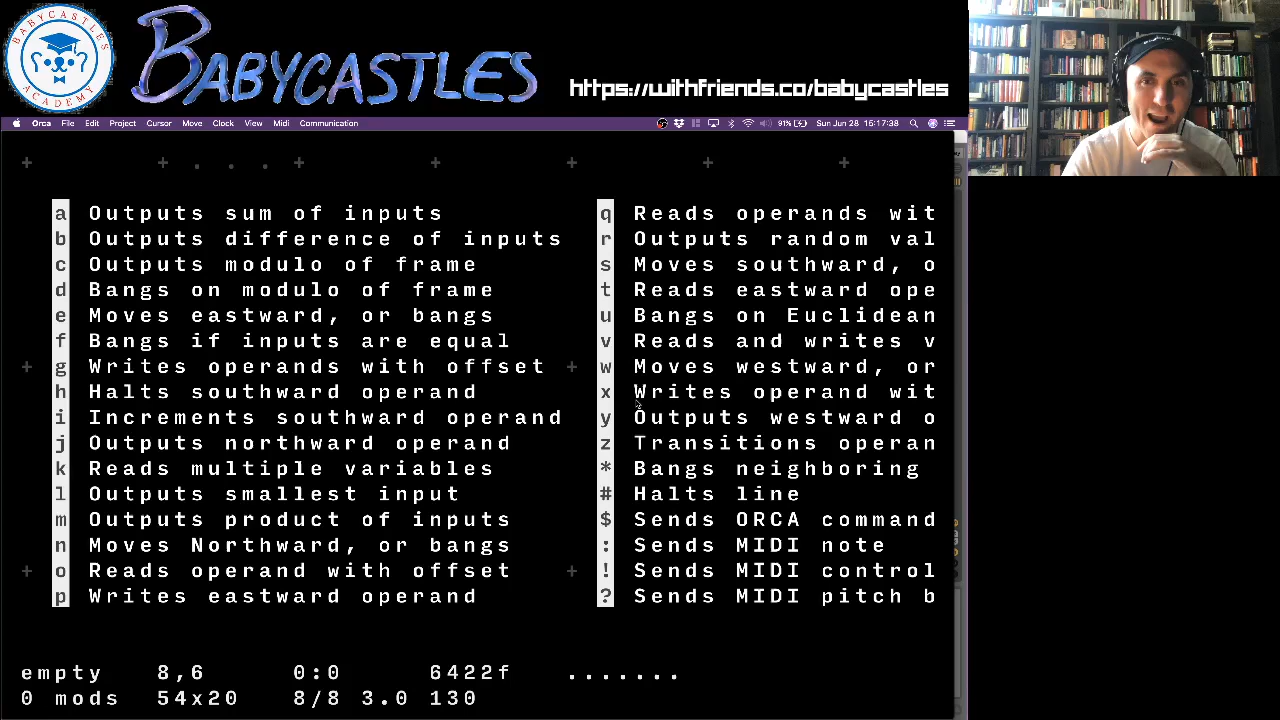 BABYCASTLES
ACADEMY
BABYCASTLES
https://withfriends.co/babycastles
Orca File Edit Project Cursor Move Clock View Midi Communication 91% Sun Jun 28 15:17:38
a Outputs sum of inputs
b Outputs difference of inputs
c Outputs modulo of frame
d Bangs on modulo of frame
e Moves eastward, or bangs
f Bangs if inputs are equal
g Writes operands with offset
h Halts southward operand
i Increments southward operand
j Outputs northward operand
k Reads multiple variables
l Outputs smallest input
m Outputs product of inputs
n Moves Northward, or bangs
o Reads operand with offset
p Writes eastward operand
q Reads operands wit
r Outputs random val
s Moves southward, o
t Reads eastward ope
u Bangs on Euclidean
v Reads and writes v
w Moves westward, or
x Writes operand wit
y Outputs westward o
z Transitions operan
* Bangs neighboring
# Halts line
$ Sends ORCA command
: Sends MIDI note
! Sends MIDI control
? Sends MIDI pitch b
empty 8,6 0:0 6422f .......
0 mods 54x20 8/8 3.0 130